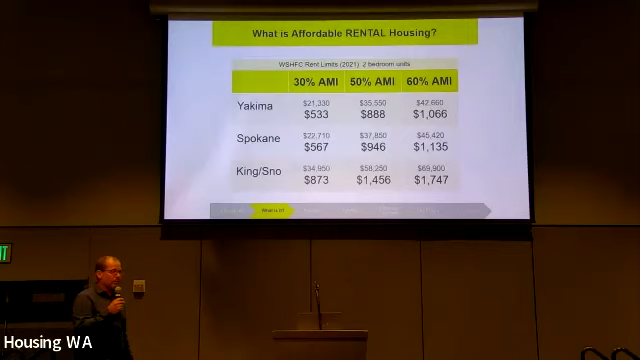 What is Affordable RENTAL Housing?
WSHFC Rent Limits (2021): 2 bedroom units
30% AMI 50% AMI 60% AMI
Yakima $21,330 $35,550 $42,660
$533 $888 $1,066
Spokane $22,710 $37,850 $45,420
$567 $946 $1,135
King/Sno $34,950 $58,250 $69,900
$873 $1,456 $1,747
What is it?
Housing WA